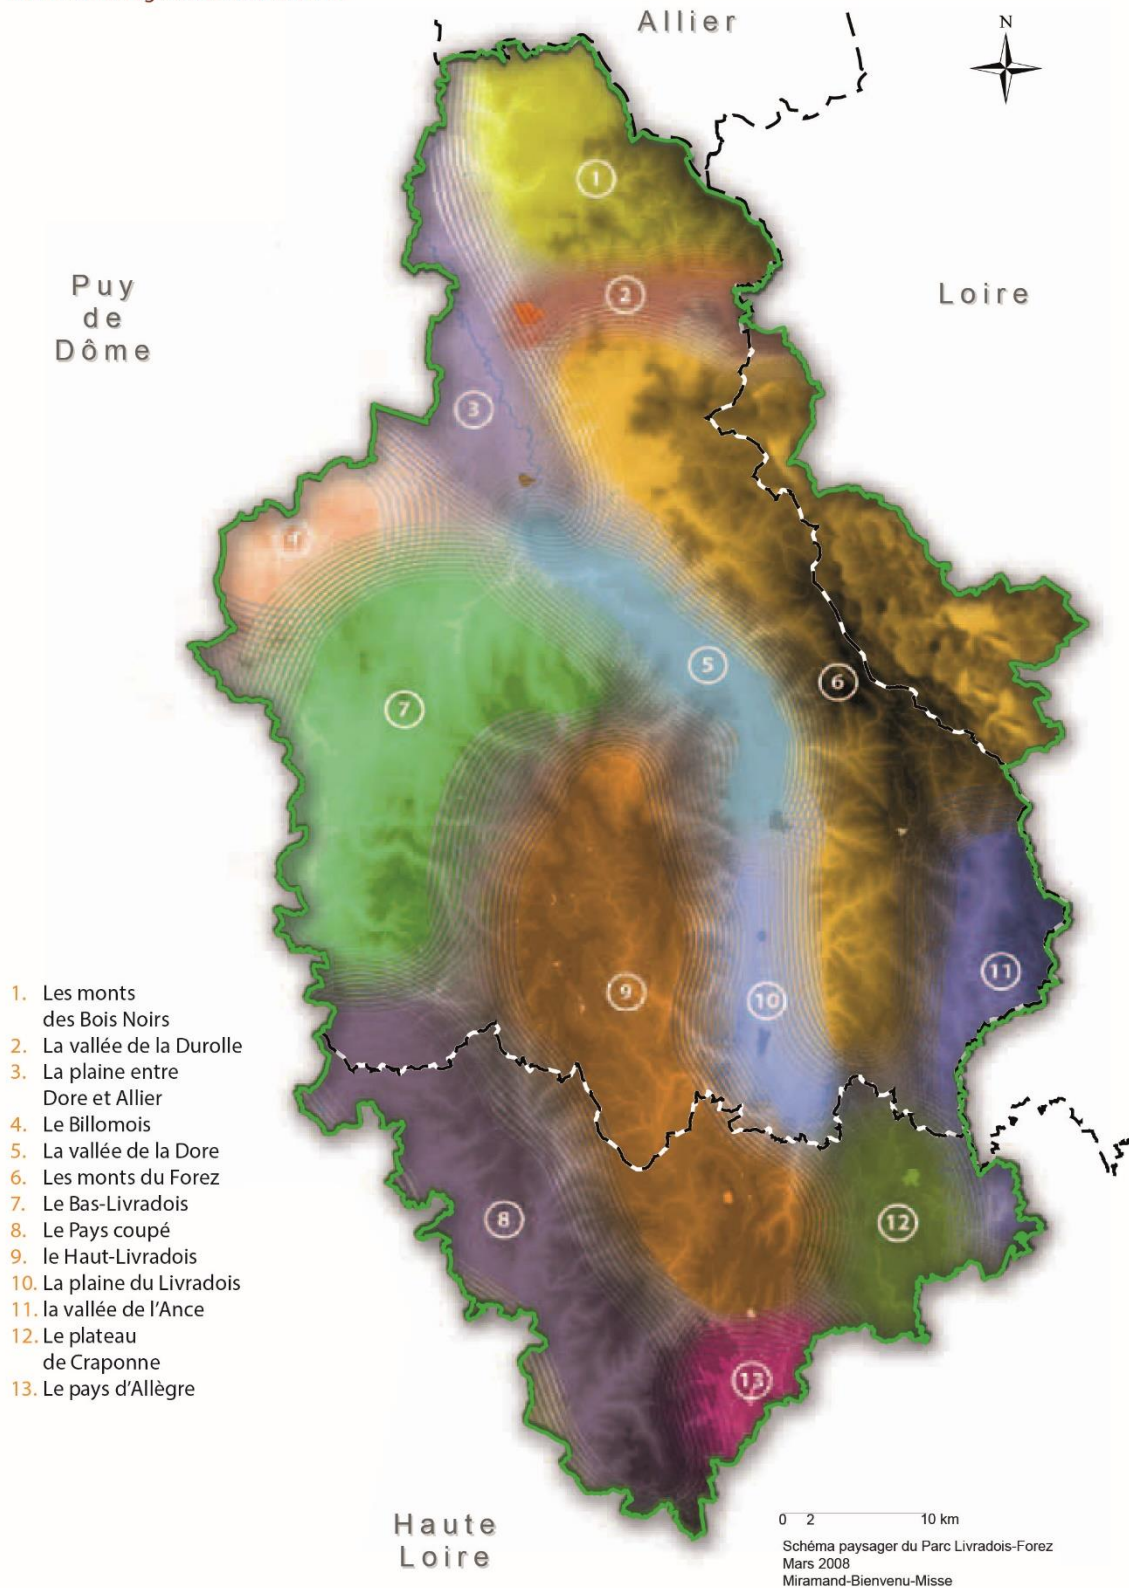 Allier
N
1
2
Loire
Puy
de
Dôme
3
5
6
7
9
10
11
1. Les monts
des Bois Noirs
2. La vallée de la Durolle
3. La plaine entre
Dore et Allier
4. Le Billomois
5. La vallée de la Dore
6. Les monts du Forez
7. Le Bas-Livradois
8. Le Pays coupé
9. le Haut-Livradois
10. La plaine du Livradois
11. la vallée de l'Ance
12. Le plateau
de Craponne
13. Le pays d'Allègre
8
12
13
Haute
Loire
0 2 10 km
Schéma paysager du Parc Livradois-Forez
Mars 2008
Miramand-Bienvenu-Misse